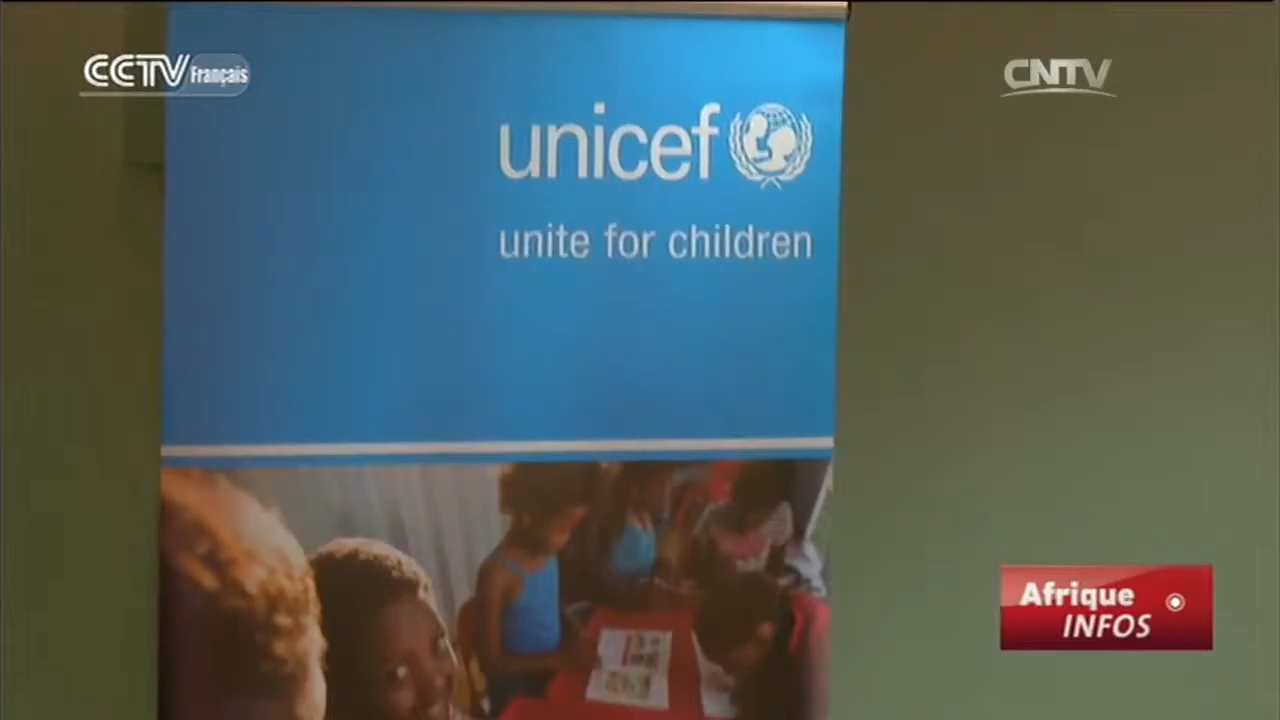 CCTV Français
CNTV
unicef
unite for children
Afrique
INFOS